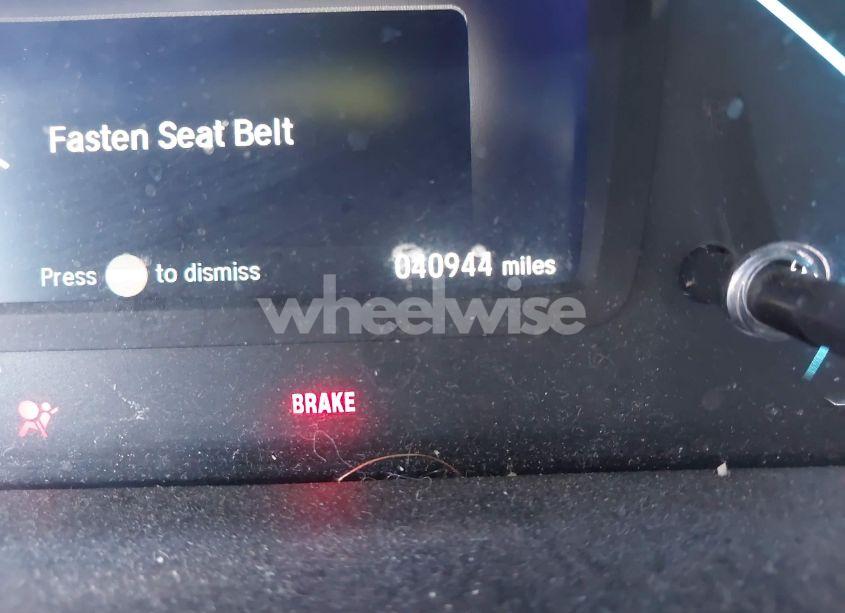 Fasten Seat Belt
Press to dismiss
040944 miles
wheelwise
BRAKE